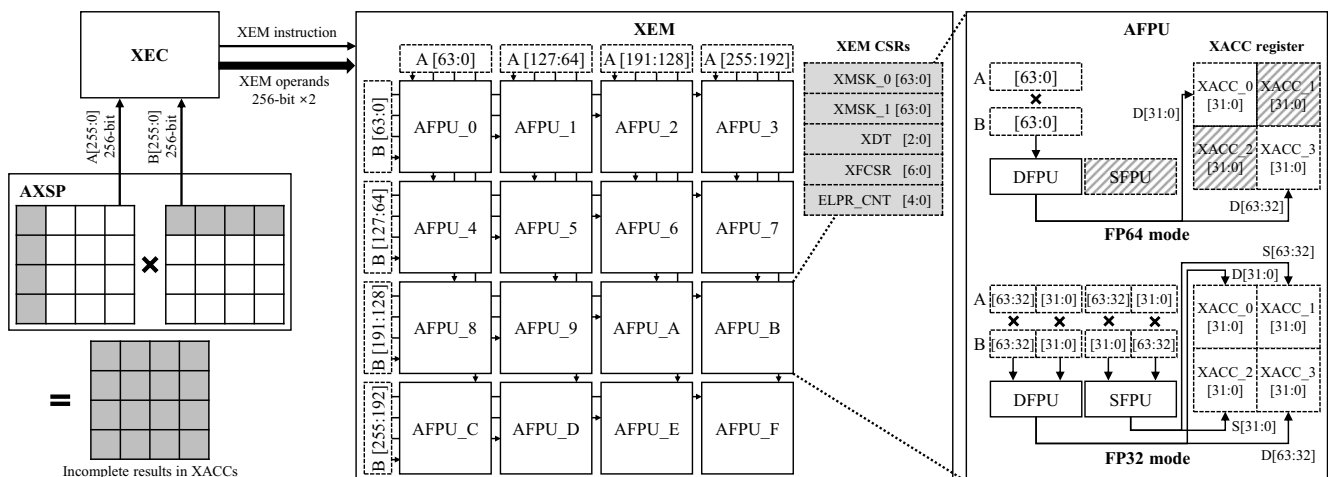 XEC
XEM instruction
XEM operands
256-bit ×2
A[255:0]
256-bit
B[255:0]
256-bit
AXSP
×
=
Incomplete results in XACCs
XEM
A [63:0]
A [127:64]
A [191:128]
A [255:192]
B [63:0]
B [127:64]
B [191:128]
B [255:192]
AFPU_0
AFPU_1
AFPU_2
AFPU_3
AFPU_4
AFPU_5
AFPU_6
AFPU_7
AFPU_8
AFPU_9
AFPU_A
AFPU_B
AFPU_C
AFPU_D
AFPU_E
AFPU_F
XEM CSRs
XMSK_0 [63:0]
XMSK_1 [63:0]
XDT [2:0]
XFCSR [6:0]
ELPR_CNT [4:0]
AFPU
XACC register
A [63:0]
×
B [63:0]
D[31:0]
XACC_0
[31:0]
XACC_1
[31:0]
XACC_2
[31:0]
XACC_3
[31:0]
DFPU
SFPU
D[63:32]
FP64 mode
S[63:32]
D[31:0]
A [63:32] [31:0] [63:32] [31:0]
× × × ×
B [63:32] [31:0] [31:0] [63:32]
XACC_0
[31:0]
XACC_1
[31:0]
XACC_2
[31:0]
XACC_3
[31:0]
DFPU
SFPU
S[31:0]
FP32 mode
D[63:32]